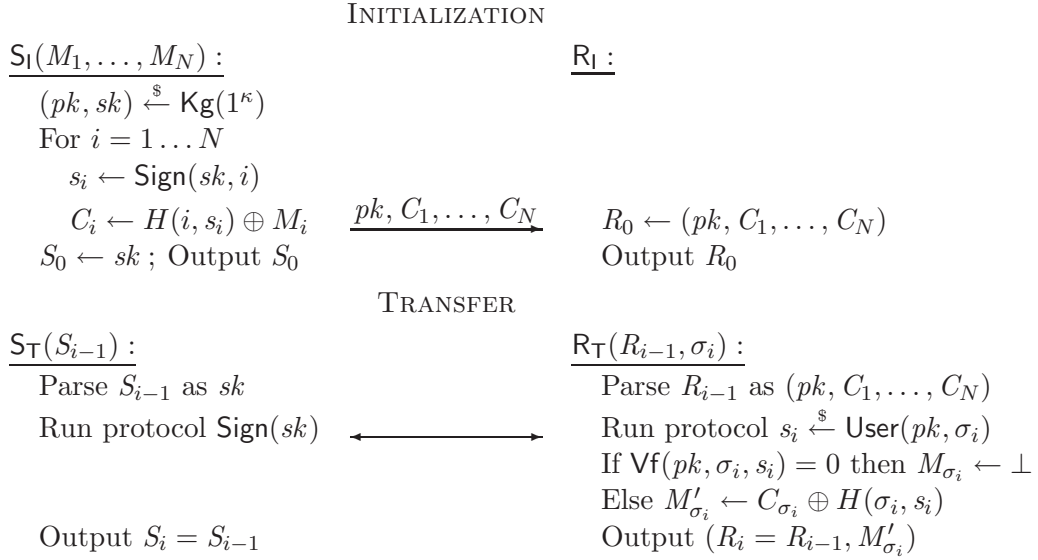 INITIALIZATION
S_I(M_1, . . . , M_N) : R_I :
(pk, sk) ←$ Kg(1^κ)
For i = 1 . . . N
s_i ← Sign(sk, i)
C_i ← H(i, s_i) ⊕ M_i pk, C_1, . . . , C_N R_0 ← (pk, C_1, . . . , C_N)
S_0 ← sk ; Output S_0 Output R_0
TRANSFER
S_T(S_{i−1}) : R_T(R_{i−1}, σ_i) :
Parse S_{i−1} as sk Parse R_{i−1} as (pk, C_1, . . . , C_N)
Run protocol Sign(sk) Run protocol s_i ←$ User(pk, σ_i)
If Vf(pk, σ_i, s_i) = 0 then M_{σ_i} ← ⊥
Else M′_{σ_i} ← C_{σ_i} ⊕ H(σ_i, s_i)
Output S_i = S_{i−1} Output (R_i = R_{i−1}, M′_{σ_i})